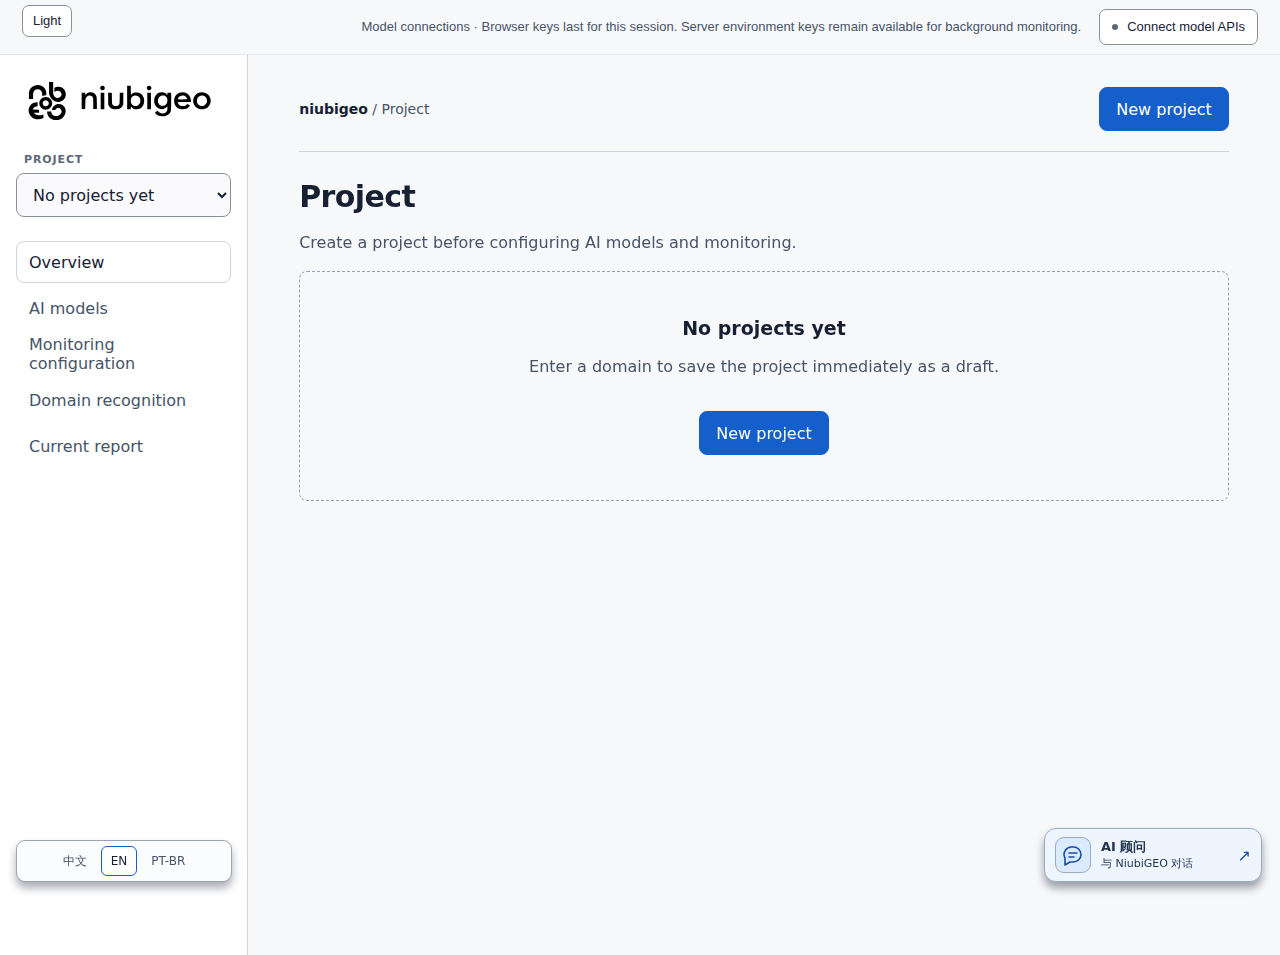 Light
Model connections · Browser keys last for this session. Server environment keys remain available for background monitoring.
Connect model APIs
niubigeo
PROJECT
No projects yet
Overview
AI models
Monitoring
configuration
Domain recognition
Current report
中文 EN PT-BR
niubigeo / Project
New project
Project
Create a project before configuring AI models and monitoring.
No projects yet
Enter a domain to save the project immediately as a draft.
New project
AI 顾问
与 NiubiGEO 对话